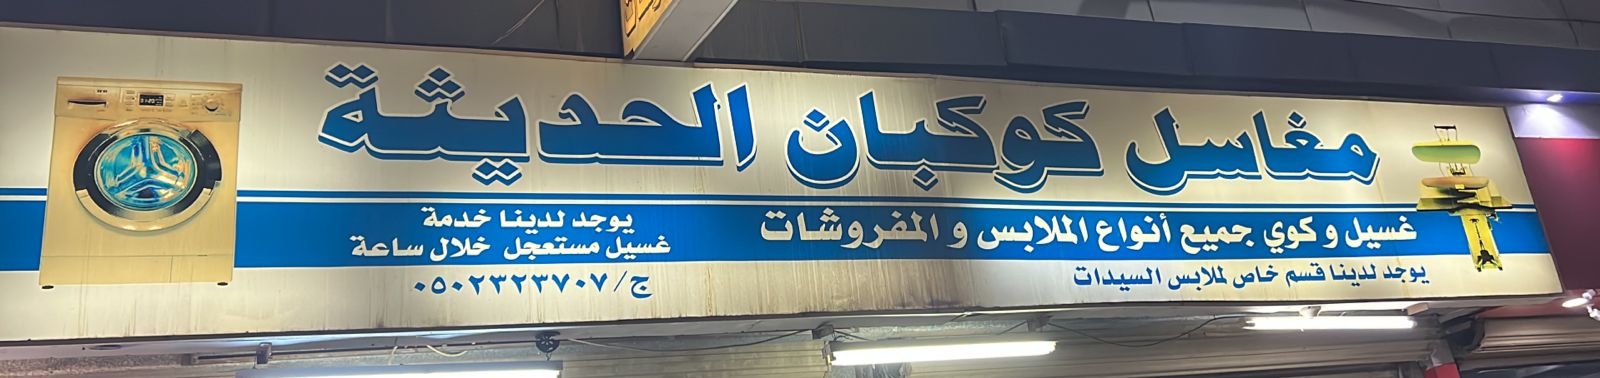 مغاسل كوكبان الحديثة
غسيل و كوي جميع أنواع الملابس و المفروشات
يوجد لدينا قسم خاص لملابس السيدات
يوجد لدينا خدمة
غسيل مستعجل خلال ساعة
ج/٠٥٠٢٣٢٣٧٠٧